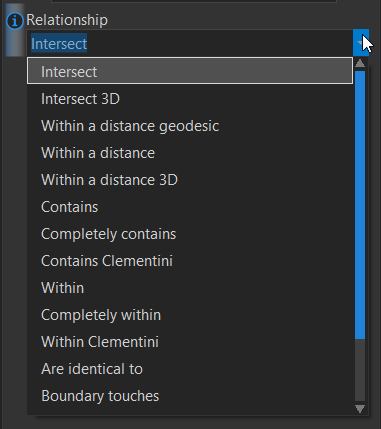 Relationship
Intersect
Intersect
Intersect 3D
Within a distance geodesic
Within a distance
Within a distance 3D
Contains
Completely contains
Contains Clementini
Within
Completely within
Within Clementini
Are identical to
Boundary touches